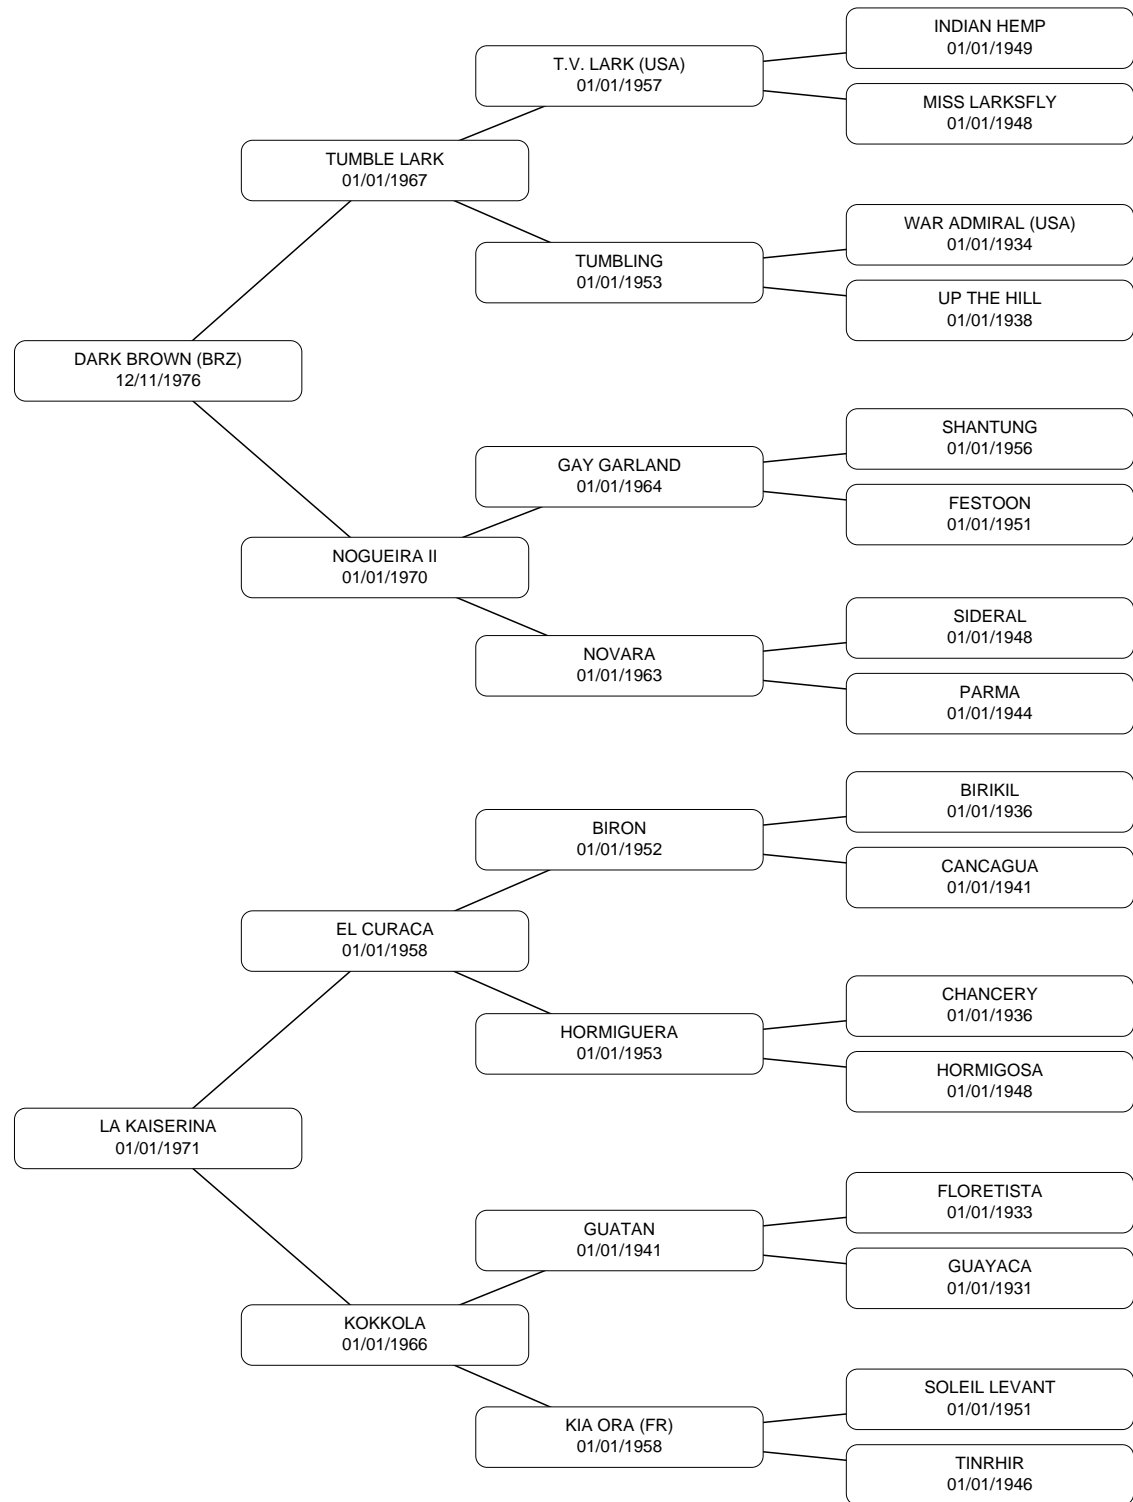 INDIAN HEMP
01/01/1949
T.V. LARK (USA)
01/01/1957
MISS LARKSFLY
01/01/1948
TUMBLE LARK
01/01/1967
WAR ADMIRAL (USA)
01/01/1934
TUMBLING
01/01/1953
UP THE HILL
01/01/1938
DARK BROWN (BRZ)
12/11/1976
SHANTUNG
01/01/1956
GAY GARLAND
01/01/1964
FESTOON
01/01/1951
NOGUEIRA II
01/01/1970
SIDERAL
01/01/1948
NOVARA
01/01/1963
PARMA
01/01/1944
BIRIKIL
01/01/1936
BIRON
01/01/1952
CANCAGUA
01/01/1941
EL CURACA
01/01/1958
CHANCERY
01/01/1936
HORMIGUERA
01/01/1953
HORMIGOSA
01/01/1948
LA KAISERINA
01/01/1971
FLORETISTA
01/01/1933
GUATAN
01/01/1941
GUAYACA
01/01/1931
KOKKOLA
01/01/1966
SOLEIL LEVANT
01/01/1951
KIA ORA (FR)
01/01/1958
TINRHIR
01/01/1946